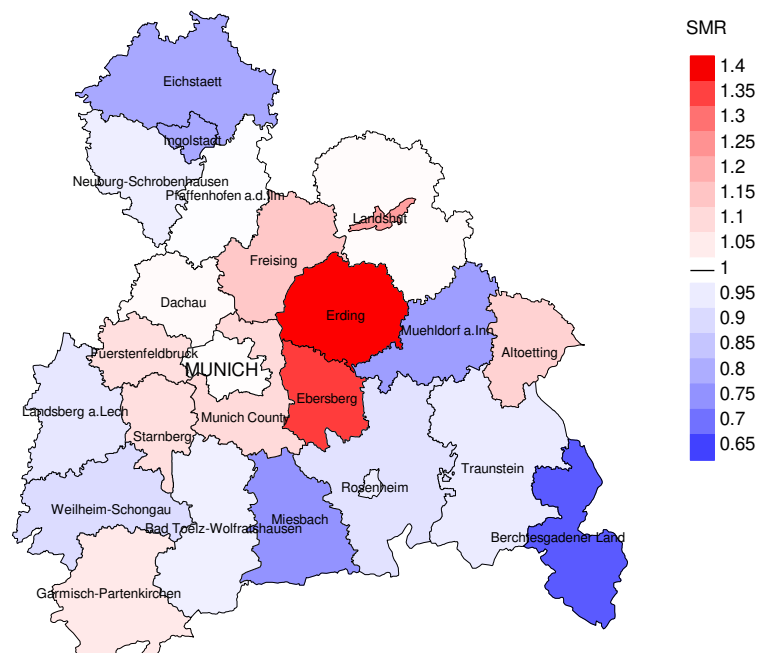 SMR
1.4
1.35
1.3
1.25
1.2
1.15
1.1
1.05
1
0.95
0.9
0.85
0.8
0.75
0.7
0.65
Eichstaett
Ingolstadt
Neuburg-Schrobenhausen
Pfaffenhofen a.d.Ilm
Landshut
Freising
Dachau
Erding
Muehldorf a.Inn
Altoetting
Fuerstenfeldbruck
MUNICH
Ebersberg
Landsberg a.Lech
Munich County
Starnberg
Traunstein
Rosenheim
Weilheim-Schongau
Miesbach
Bad Toelz-Wolfratshausen
Berchtesgadener Land
Garmisch-Partenkirchen